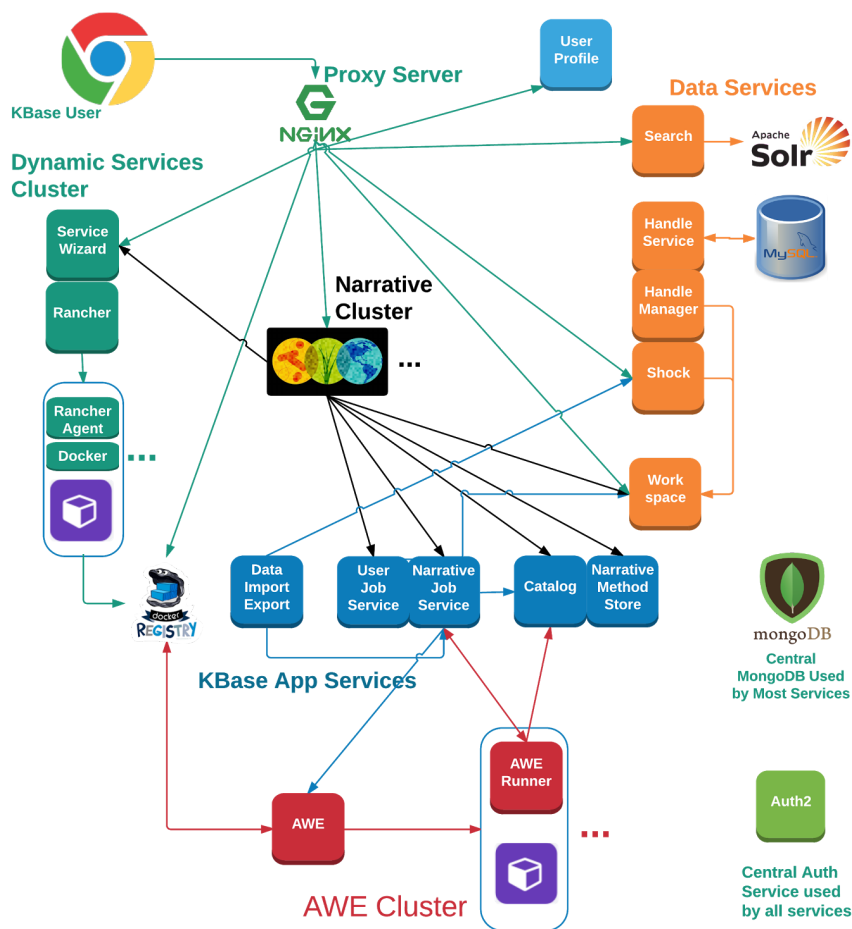 KBase User
Proxy Server
NGiNX
User
Profile
Data Services
Search
Apache
Solr
Dynamic Services
Cluster
Service
Wizard
Rancher
Rancher
Agent
Docker
...
Handle
Service
MySQL
Handle
Manager
Shock
Work
space
Narrative
Cluster
...
docker
REGISTRY
Data
Import
Export
User
Job
Service
Narrative
Job
Service
Catalog
Narrative
Method
Store
KBase App Services
mongoDB
Central
MongoDB Used
by Most Services
AWE
AWE
Runner
...
AWE Cluster
Auth2
Central Auth
Service used
by all services